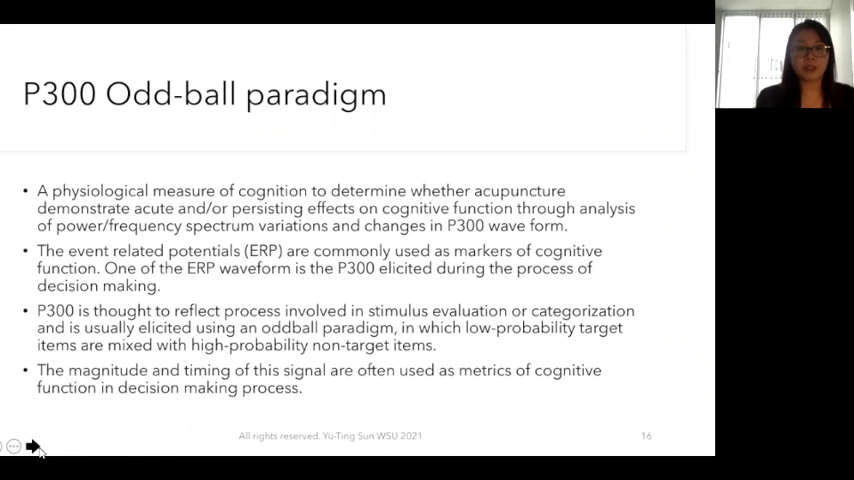 P300 Odd-ball paradigm
• A physiological measure of cognition to determine whether acupuncture
demonstrate acute and/or persisting effects on cognitive function through analysis
of power/frequency spectrum variations and changes in P300 wave form.
• The event related potentials (ERP) are commonly used as markers of cognitive
function. One of the ERP waveform is the P300 elicited during the process of
decision making.
• P300 is thought to reflect process involved in stimulus evaluation or categorization
and is usually elicited using an oddball paradigm, in which low-probability target
items are mixed with high-probability non-target items.
• The magnitude and timing of this signal are often used as metrics of cognitive
function in decision making process.
All rights reserved. Yu-Ting Sun WSU 2021
16